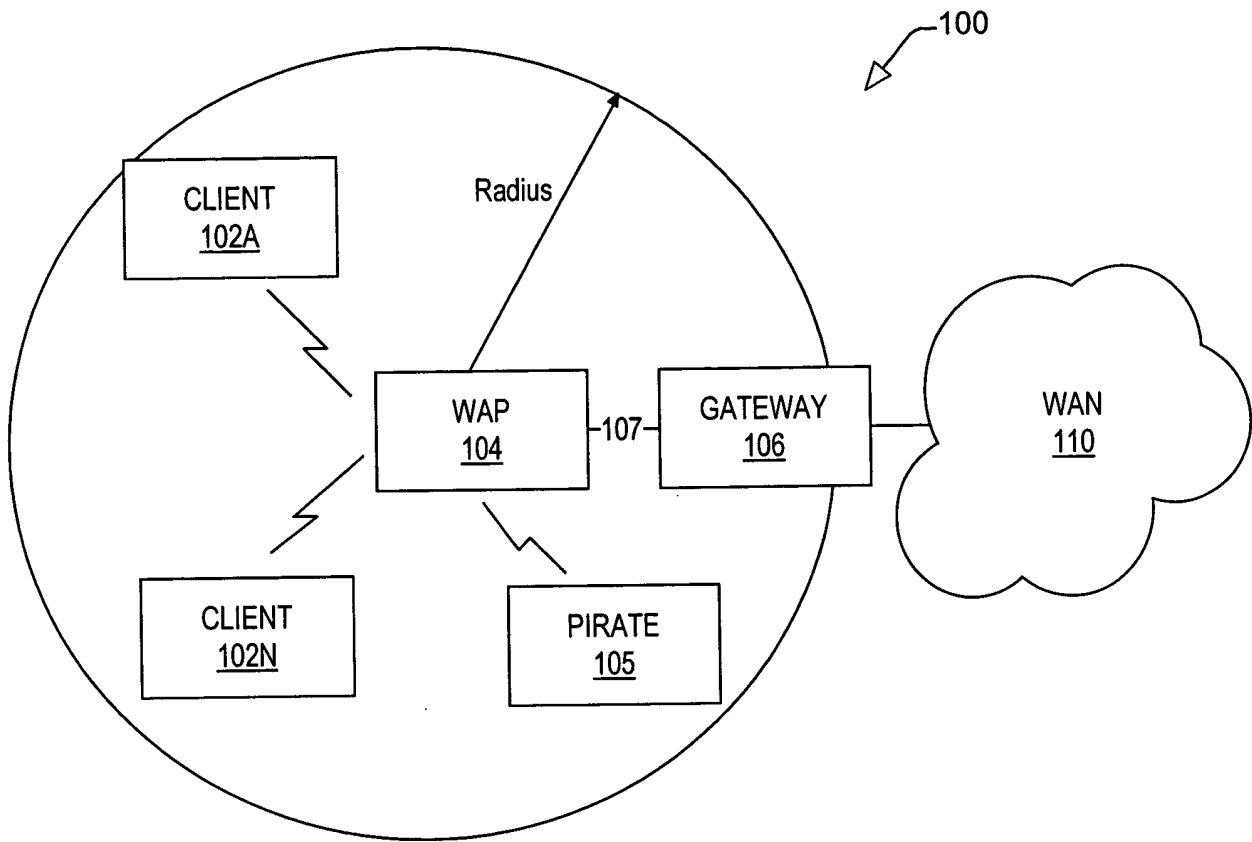 100
CLIENT
102A
Radius
WAP
104
107
GATEWAY
106
WAN
110
CLIENT
102N
PIRATE
105